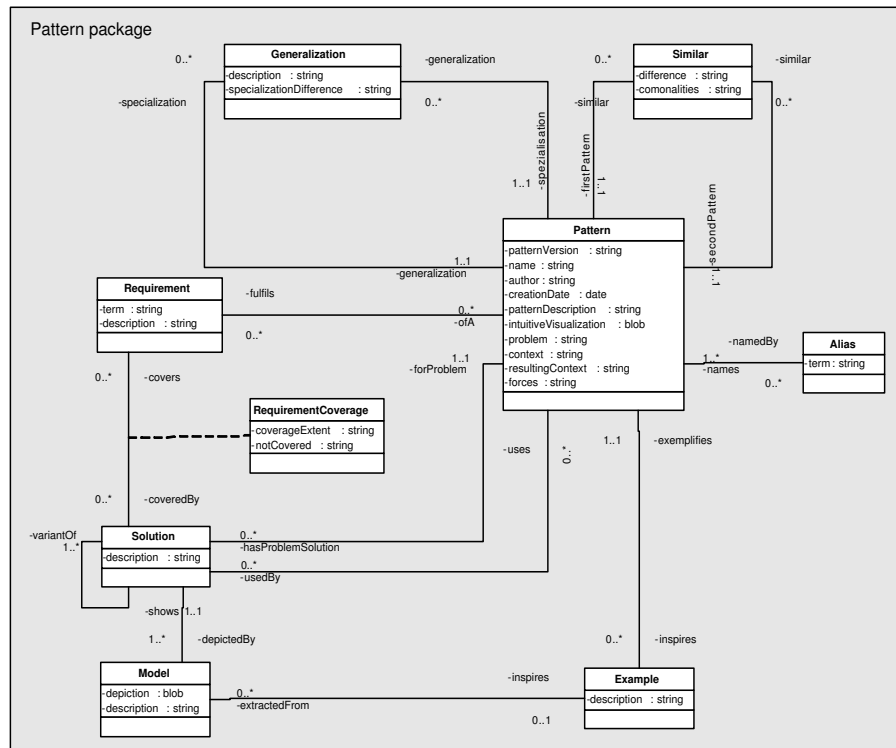 Pattern package
0..*
Generalization
-description : string
-specializationDifference : string
-generalization
0..*
-specialization
0..*
Similar
-difference : string
-comonalities : string
-similar
0..*
-similar
-spezialisation
1..1
-firstPattern
1..1
-secondPattern
1..1
1..1
-generalization
Pattern
-patternVersion : string
-name : string
-author : string
-creationDate : date
-patternDescription : string
-intuitiveVisualization : blob
-problem : string
-context : string
-resultingContext : string
-forces : string
Requirement
-term : string
-description : string
-fulfils
0..*
0..*
-ofA
1..1
-forProblem
-namedBy
1..*
-names
0..*
Alias
-term : string
0..*
-covers
RequirementCoverage
-coverageExtent : string
-notCovered : string
-uses
0..*
1..1
-exemplifies
0..*
-coveredBy
-variantOf
1..*
Solution
-description : string
0..*
-hasProblemSolution
0..*
-usedBy
-shows
1..1
1..*
-depictedBy
0..*
-inspires
Model
-depiction : blob
-description : string
0..*
-extractedFrom
-inspires
0..1
Example
-description : string